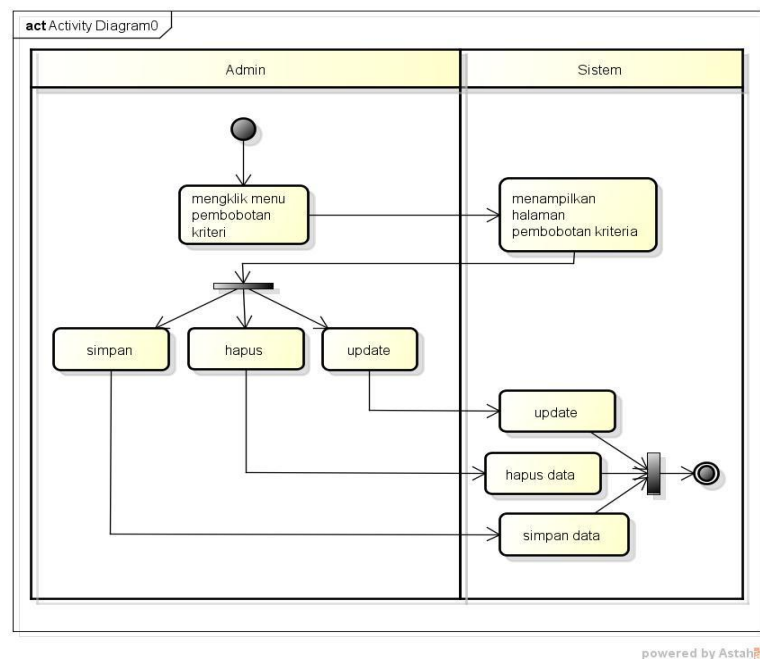 act Activity Diagram0
Admin
Sistem
mengklik menu
pembobotan
kriteri
menampilkan
halaman
pembobotan kriteria
simpan
hapus
update
update
hapus data
simpan data
powered by Astah